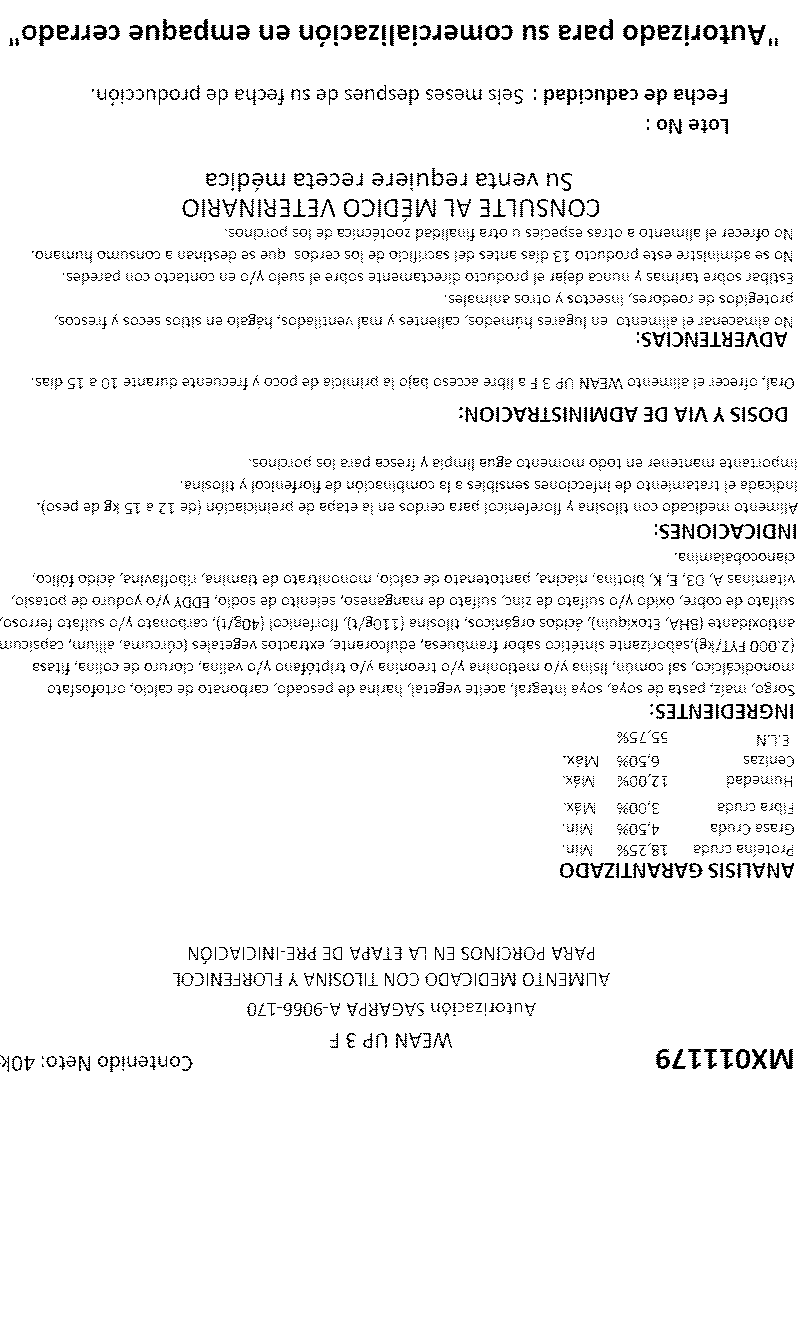 MX011179
Contenido Neto: 40k
WEAN UP 3 F
Autorización SAGARPA A-9066-170
ALIMENTO MEDICADO CON TILOSINA Y FLORFENICOL
PARA PORCINOS EN LA ETAPA DE PRE-INICIACIÓN
ANALISIS GARANTIZADO
Proteína cruda 18,25% Min.
Grasa Cruda 4,50% Min.
Fibra cruda 3,00% Máx.
Humedad 12,00% Máx.
Cenizas 6,50% Máx.
E.L.N. 55,75%
INGREDIENTES:
Sorgo, maíz, pasta de soya, soya integral, aceite vegetal, harina de pescado, carbonato de calcio, ortofosfato
monodicálcico, sal común, lisina y/o metionina y/o treonina y/o triptófano y/o valina, cloruro de colina, fitasa
(2.000 FYT/kg),saborizante sintético sabor frambuesa, edulcorante, extractos vegetales (cúrcuma, allium, capsicum
antioxidante (BHA, Etoxiquin), ácidos orgánicos, tilosina (110g/t), florfenicol (40g/t), carbonato y/o sulfato ferroso,
sulfato de cobre, óxido y/o sulfato de zinc, sulfato de manganeso, selenito de sodio, EDDY y/o yoduro de potasio,
vitaminas A, D3, E, K, biotina, niacina, pantotenato de calcio, mononitrato de tiamina, riboflavina, ácido fólico,
cianocobalamina.
INDICACIONES:
Alimento medicado con tilosina y florefenicol para cerdos en la etapa de preiniciación (de 12 a 15 kg de peso).
Indicada el tratamiento de infecciones sensibles a la combinación de florfenicol y tilosina.
Importante mantener en todo momento agua limpia y fresca para los porcinos.
DOSIS Y VIA DE ADMINISTRACION:
Oral, ofrecer el alimento WEAN UP 3 F a libre acceso bajo la primicia de poco y frecuente durante 10 a 15 días.
ADVERTENCIAS:
No almacenar el alimento en lugares húmedos, calientes y mal ventilados, hágalo en sitios secos y frescos,
protegidos de roedores, insectos y otros animales.
Estibar sobre tarimas y nunca dejar el producto directamente sobre el suelo y/o en contacto con paredes.
No se administre este producto 13 días antes del sacrificio de los cerdos que se destinan a consumo humano.
No ofrecer el alimento a otras especies u otra finalidad zootécnica de los porcinos.
CONSULTE AL MÉDICO VETERINARIO
Su venta requiere receta médica
Lote No :
Fecha de caducidad : Seis meses despues de su fecha de producción.
"Autorizado para su comercialización en empaque cerrado"